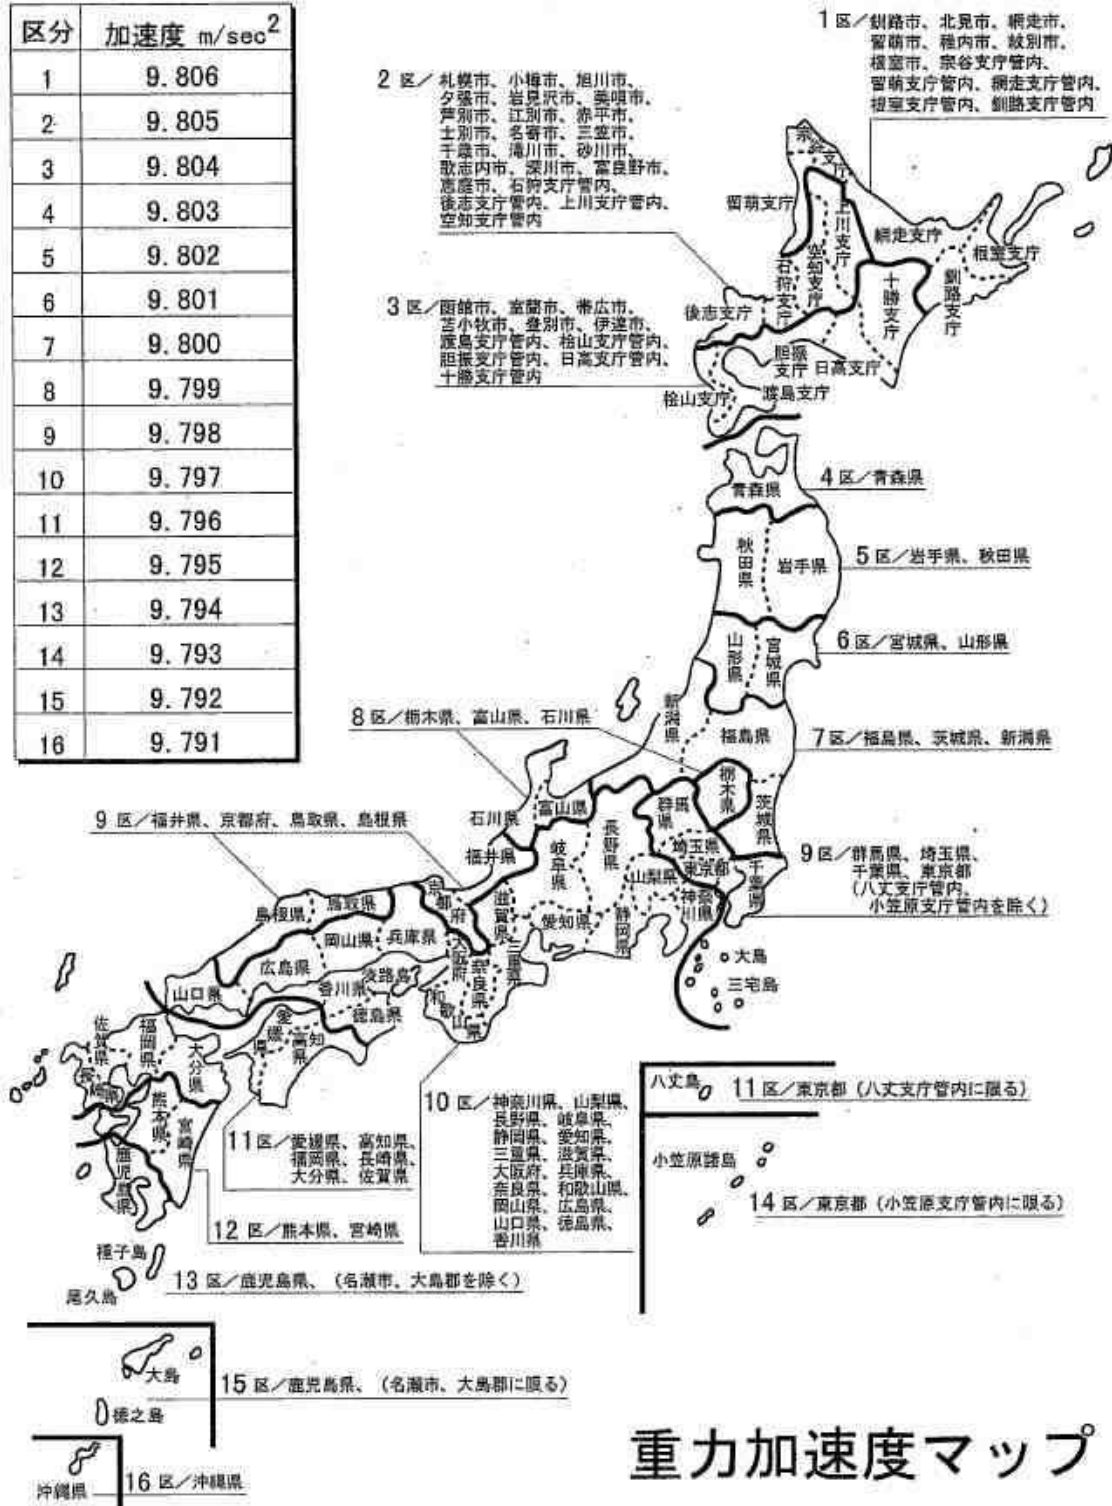 区分 加速度 m/sec2
1 9.806
2 9.805
3 9.804
4 9.803
5 9.802
6 9.801
7 9.800
8 9.799
9 9.798
10 9.797
11 9.796
12 9.795
13 9.794
14 9.793
15 9.792
16 9.791
1 区／釧路市、北見市、網走市、
留萌市、稚内市、紋別市、
根室市、宗谷支庁管内、
留萌支庁管内、網走支庁管内、
根室支庁管内、釧路支庁管内
2 区／札幌市、小樽市、旭川市、
夕張市、岩見沢市、美唄市、
芦別市、江別市、赤平市、
士別市、名寄市、三笠市、
千歳市、滝川市、砂川市、
歌志内市、深川市、富良野市、
恵庭市、石狩支庁管内、
後志支庁管内、上川支庁管内、
空知支庁管内
3 区／函館市、室蘭市、帯広市、
苫小牧市、登別市、伊達市、
渡島支庁管内、桧山支庁管内、
胆振支庁管内、日高支庁管内、
十勝支庁管内
宗谷支庁
留萌支庁
上川支庁
網走支庁
根室支庁
空知支庁
石狩支庁
十勝支庁
釧路支庁
後志支庁
胆振
支庁
日高支庁
桧山支庁
渡島支庁
青森県
4 区／青森県
秋田県
岩手県
5 区／岩手県、秋田県
山形県
宮城県
6 区／宮城県、山形県
新潟県
福島県
7 区／福島県、茨城県、新潟県
8 区／栃木県、富山県、石川県
栃木県
茨城県
群馬県
富山県
石川県
長野県
埼玉県
9 区／福井県、京都府、鳥取県、島根県
福井県
岐阜県
山梨県
東京都
千葉県
9 区／群馬県、埼玉県、
千葉県、東京都
（八丈支庁管内、
小笠原支庁管内を除く）
京都府
滋賀県
愛知県
静岡県
神奈川県
島根県
鳥取県
岡山県
兵庫県
大阪府
三重県
大島
三宅島
広島県
淡路島
奈良県
山口県
香川県
和歌山県
徳島県
佐賀県
福岡県
大分県
愛媛県
高知県
長崎県
熊本県
宮崎県
鹿児島県
10 区／神奈川県、山梨県、
長野県、岐阜県、
静岡県、愛知県、
三重県、滋賀県、
大阪府、兵庫県、
奈良県、和歌山県、
岡山県、広島県、
山口県、徳島県、
香川県
八丈島
11 区／東京都（八丈支庁管内に限る）
11区／愛媛県、高知県、
福岡県、長崎県、
大分県、佐賀県
小笠原諸島
14 区／東京都（小笠原支庁管内に限る）
12 区／熊本県、宮崎県
種子島
尾久島
13 区／鹿児島県、（名瀬市、大島郡を除く）
大島
15 区／鹿児島県、（名瀬市、大島郡に限る）
徳之島
沖縄県
16 区／沖縄県
重力加速度マップ